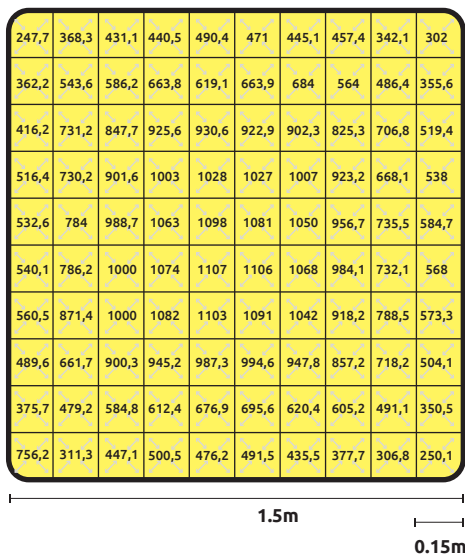 247,7 368,3 431,1 440,5 490,4 471 445,1 457,4 342,1 302
362,2 543,6 586,2 663,8 619,1 663,9 684 564 486,4 355,6
416,2 731,2 847,7 925,6 930,6 922,9 902,3 825,3 706,8 519,4
516,4 730,2 901,6 1003 1028 1027 1007 923,2 668,1 538
532,6 784 988,7 1063 1098 1081 1050 956,7 735,5 584,7
540,1 786,2 1000 1074 1107 1106 1068 984,1 732,1 568
560,5 871,4 1000 1082 1103 1091 1042 918,2 788,5 573,3
489,6 661,7 900,3 945,2 987,3 994,6 947,8 857,2 718,2 504,1
375,7 479,2 584,8 612,4 676,9 695,6 620,4 605,2 491,1 350,5
756,2 311,3 447,1 500,5 476,2 491,5 435,5 377,7 306,8 250,1
1.5m
0.15m